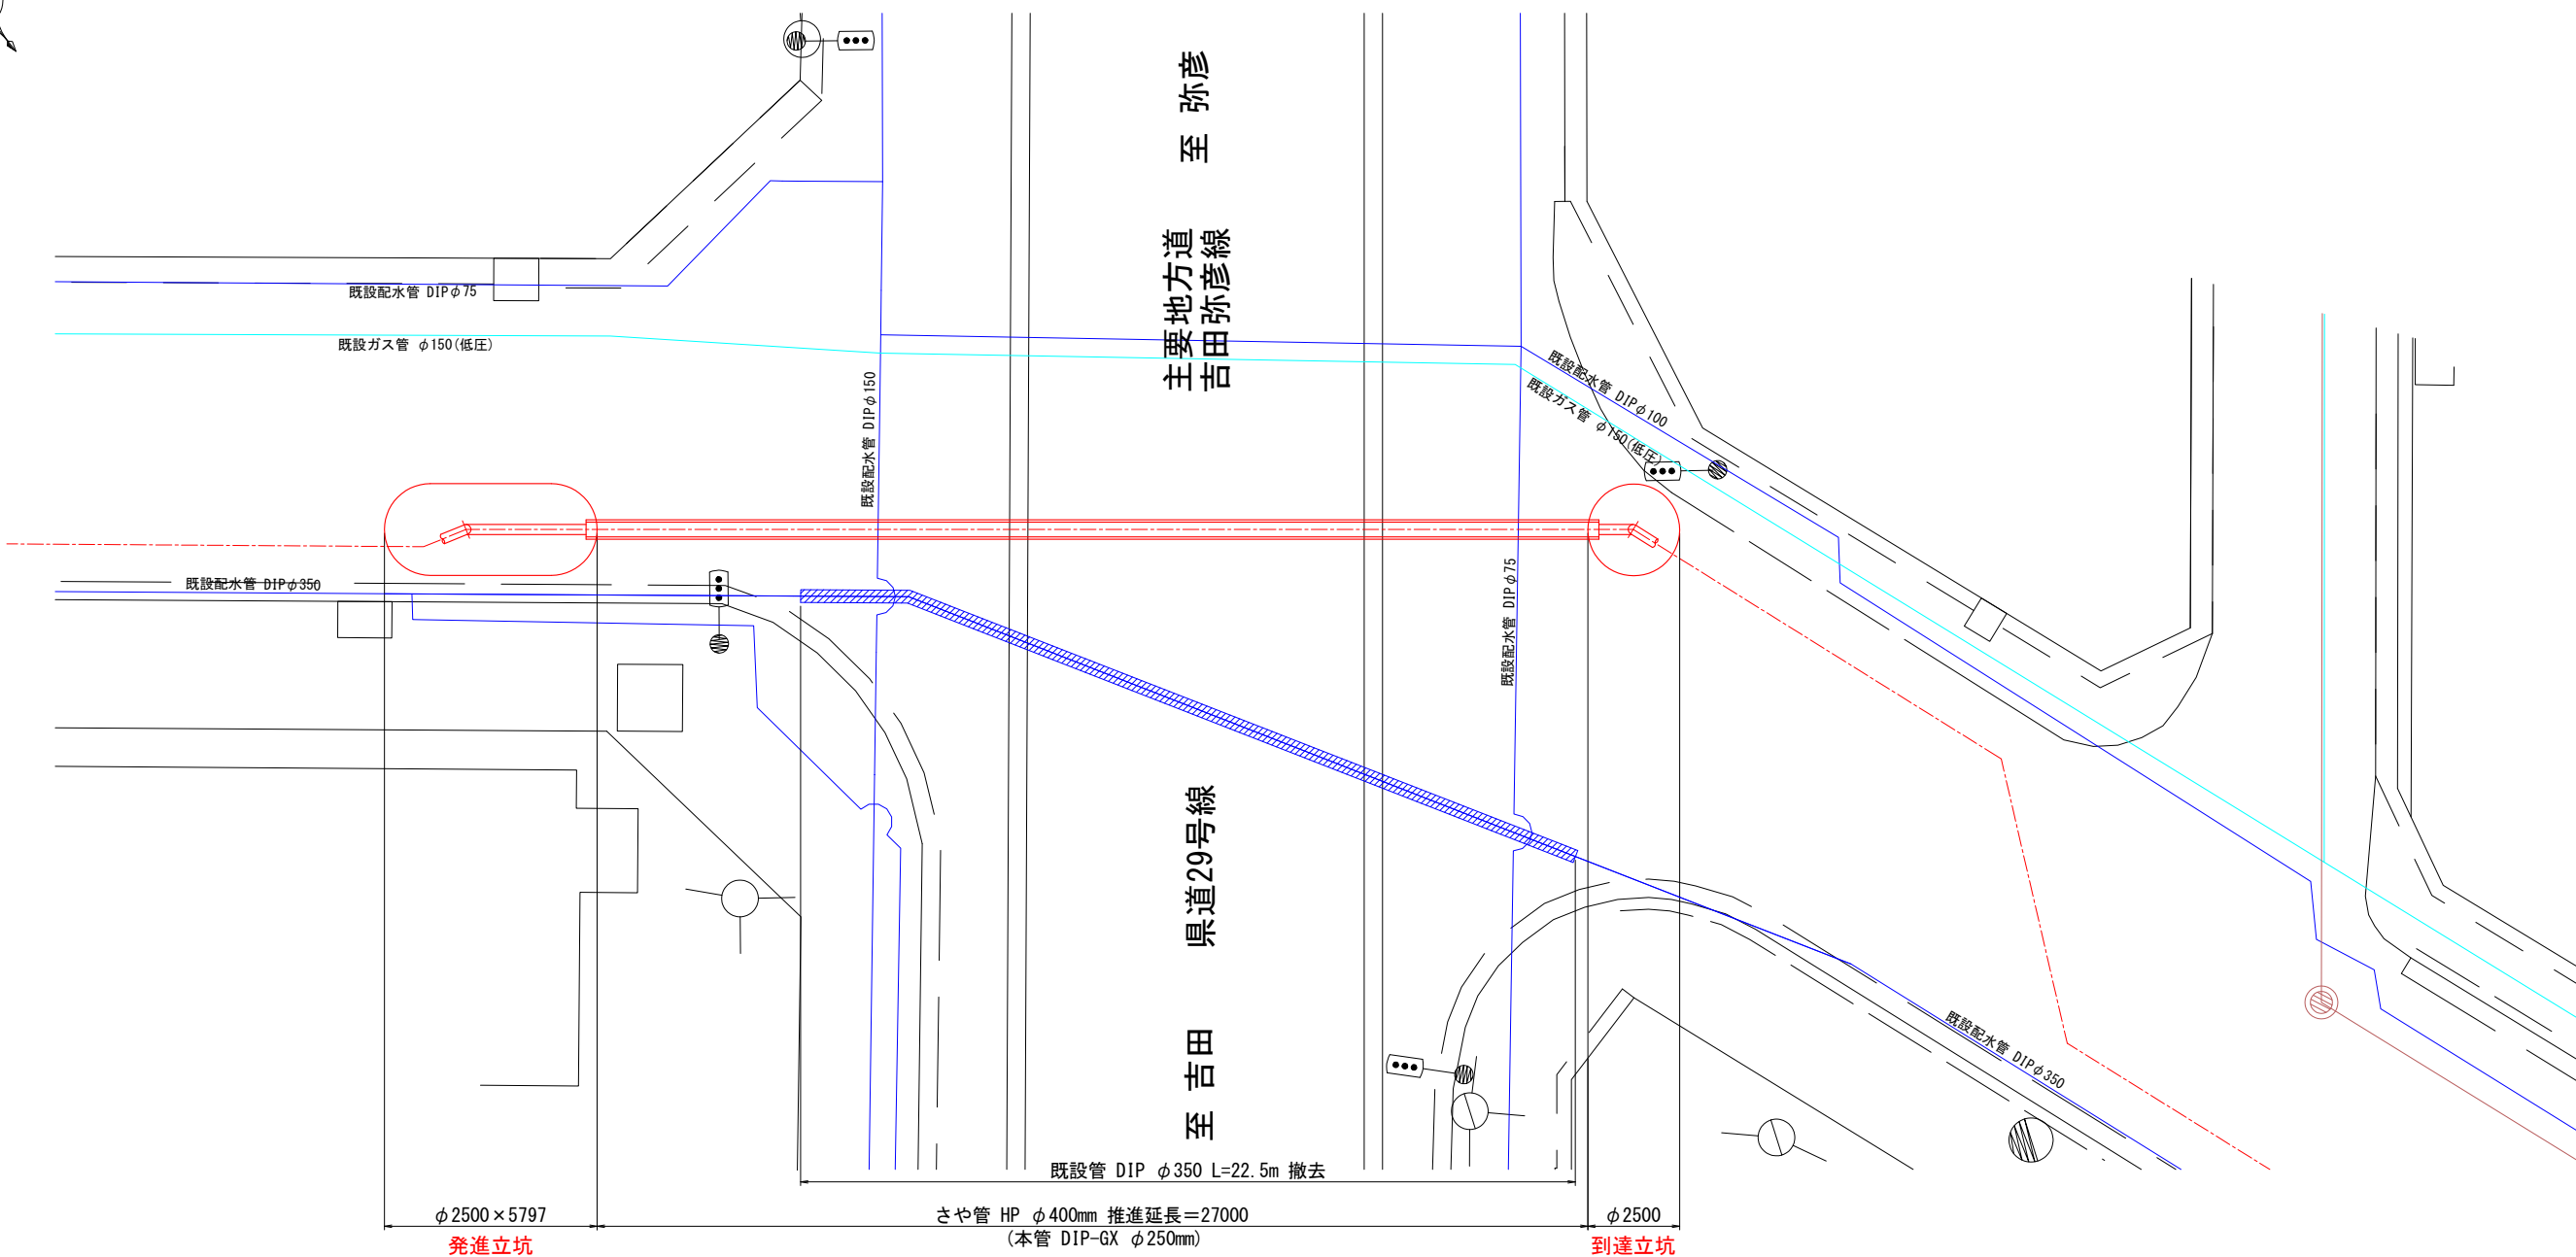 至 弥彦
主要地方道
吉田弥彦線
既設配水管 DIPφ75
既設ガス管 φ150(低圧)
既設配水管 DIPφ150
既設配水管 DIPφ100
既設ガス管 φ150(低圧)
既設配水管 DIPφ350
既設配水管 DIPφ75
県道29号線
至 吉田
既設配水管 DIPφ350
既設管 DIP φ350 L=22.5m 撤去
φ2500×5797
さや管 HP φ400mm 推進延長=27000
φ2500
発進立坑
(本管 DIP-GX φ250mm)
到達立坑